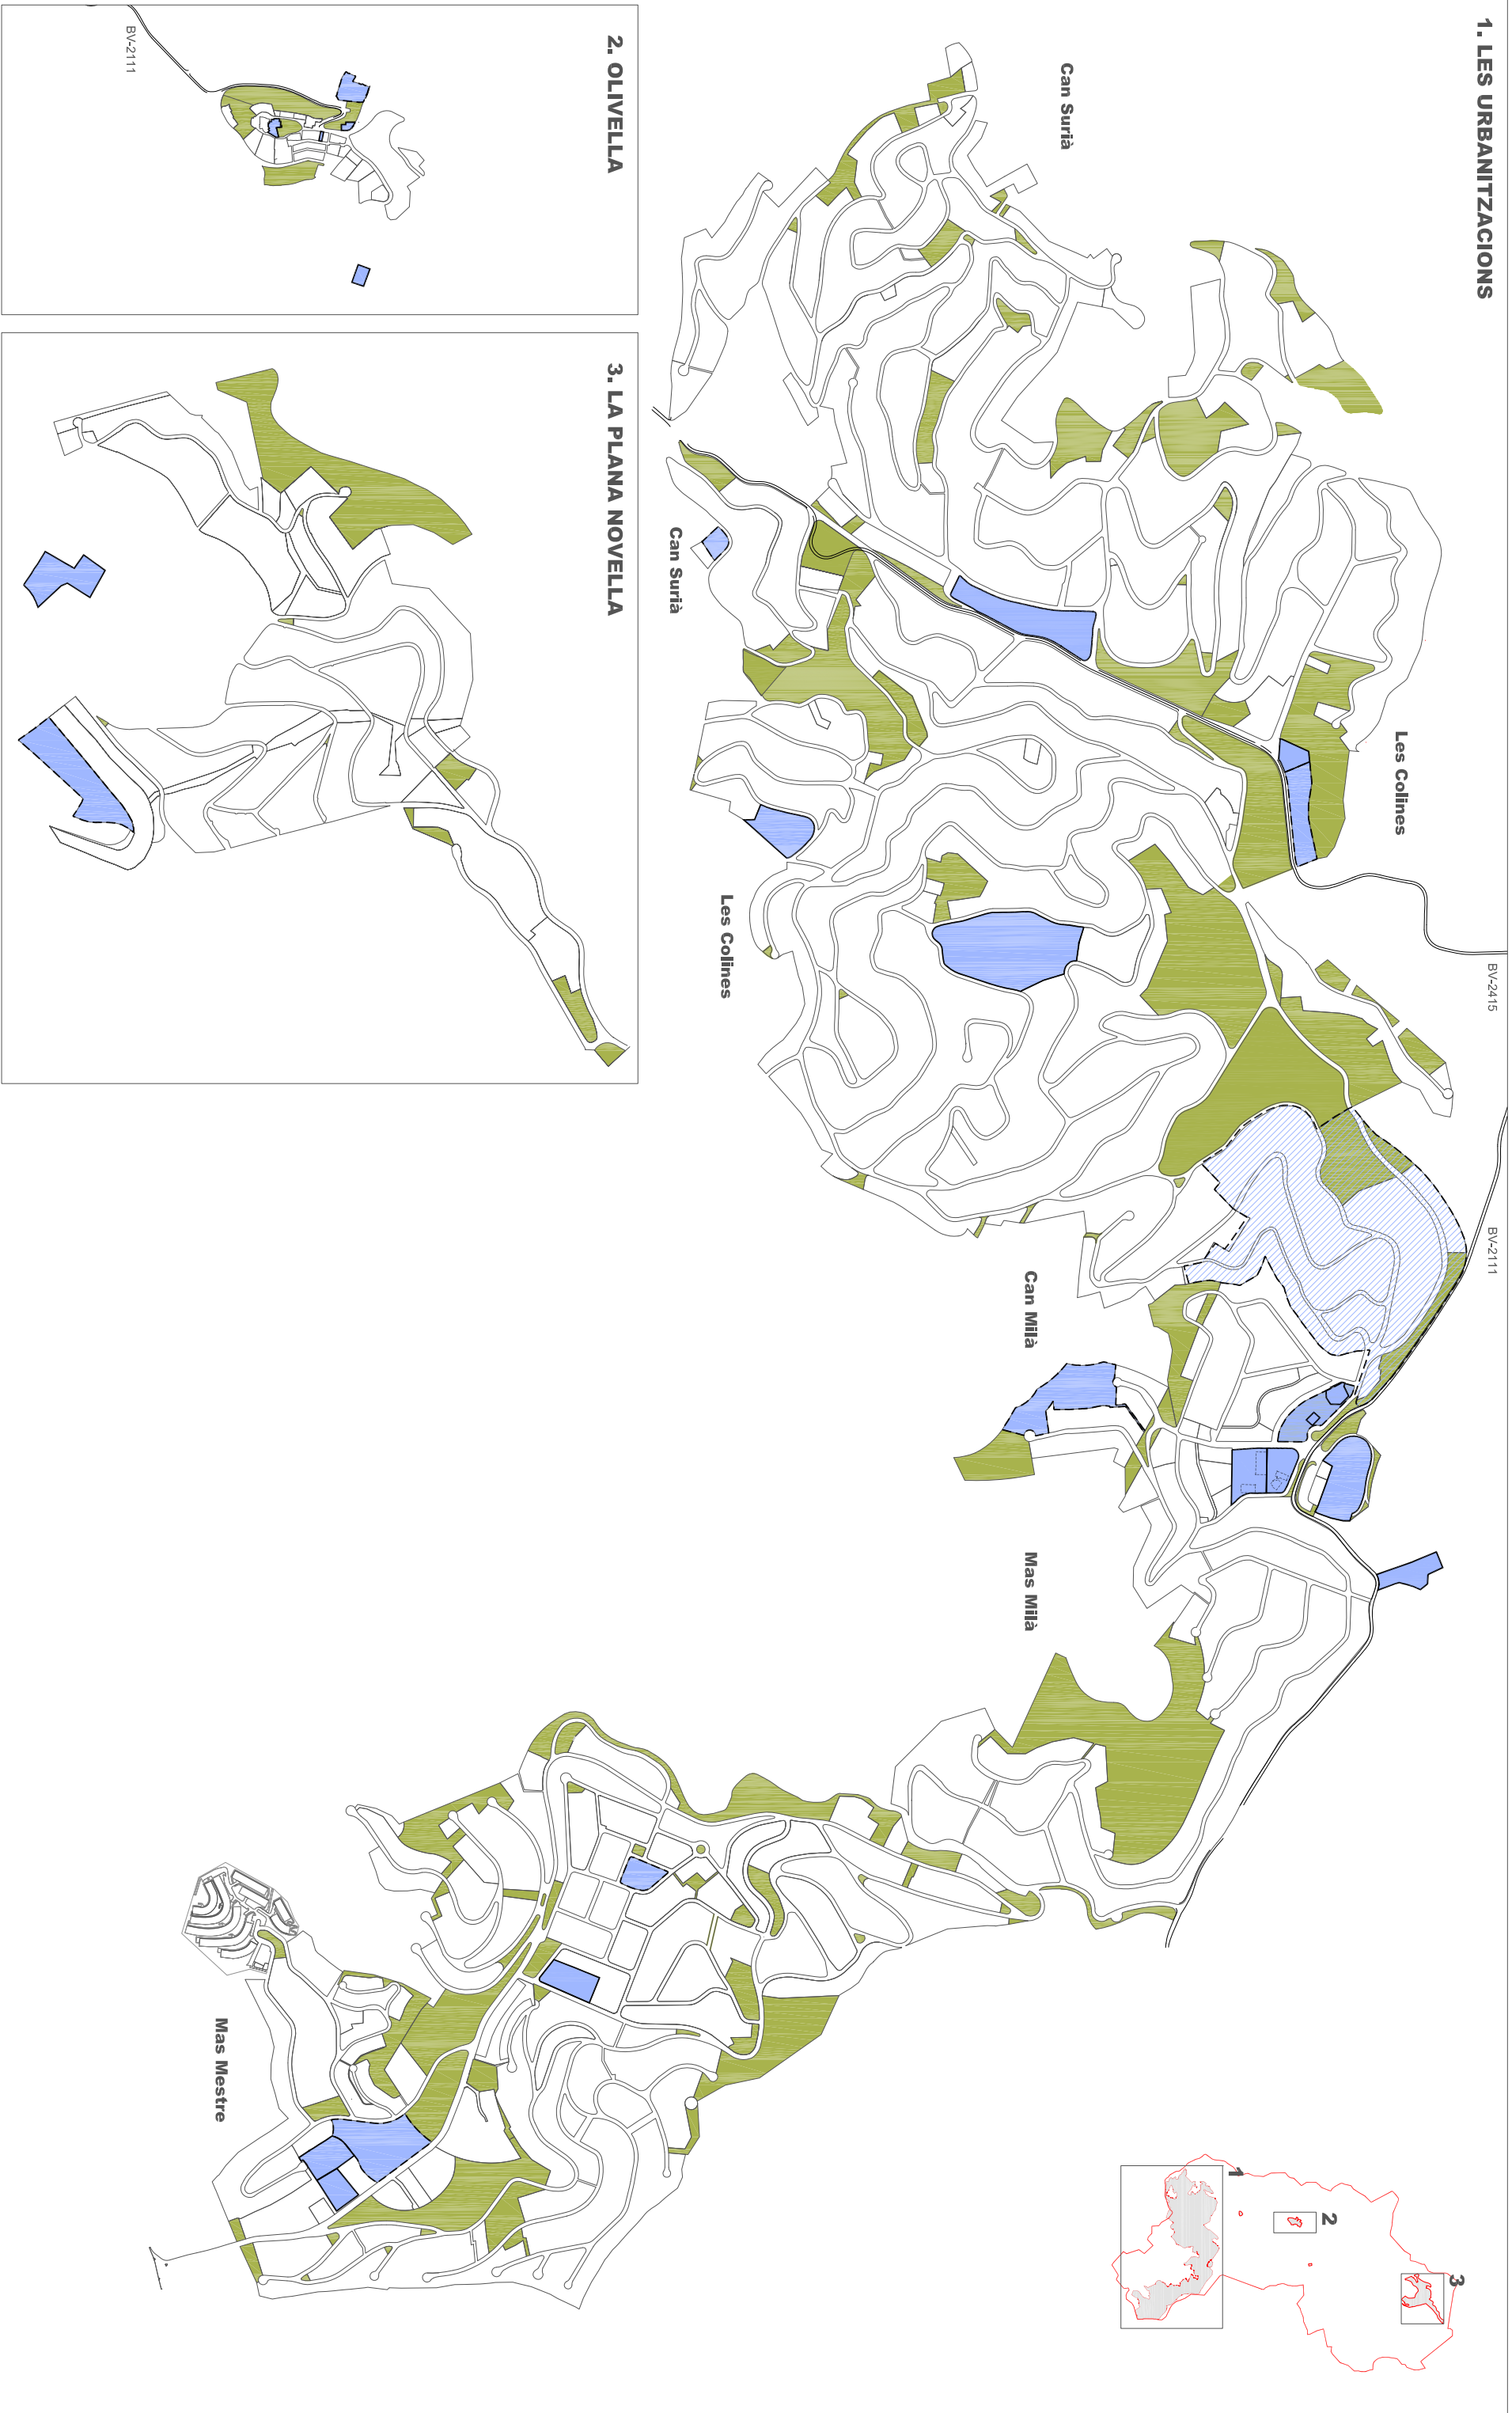 1. LES URBANITZACIONS
Can Surià
Les Colines
BV-2415
BV-2111
Can Surià
Les Colines
Can Milà
Mas Milà
Mas Mestre
2. OLIVELLA
BV-2111
3. LA PLANA NOVELLA
1
2
3